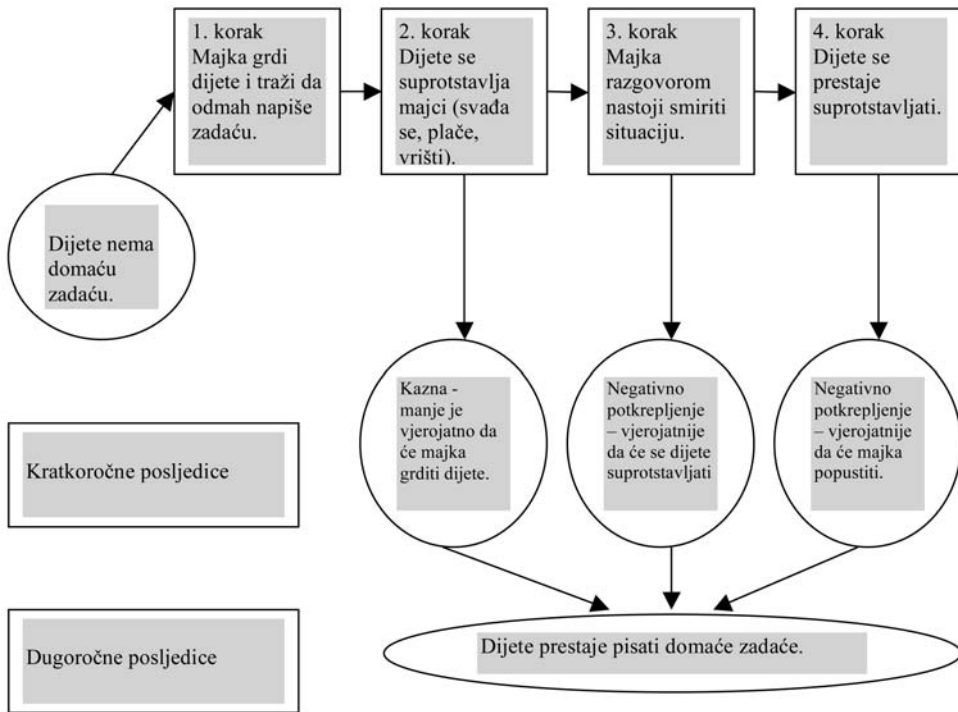 1. korak
Majka grdi
dijete i traži da
odmah napiše
zadaću.
2. korak
Dijete se
suprotstavlja
majci (svađa
se, plače,
vrišti).
3. korak
Majka
razgovorom
nastoji smiriti
situaciju.
4. korak
Dijete se
prestaje
suprotstavljati.
Dijete nema
domaću
zadaću.
Kazna -
manje je
vjerojatno da
će majka
grditi dijete.
Negativno
potkrepljenje
– vjerojatnije
da će se dijete
suprotstavljati
Negativno
potkrepljenje
– vjerojatnije
da će majka
popustiti.
Kratkoročne posljedice
Dugoročne posljedice
Dijete prestaje pisati domaće zadaće.